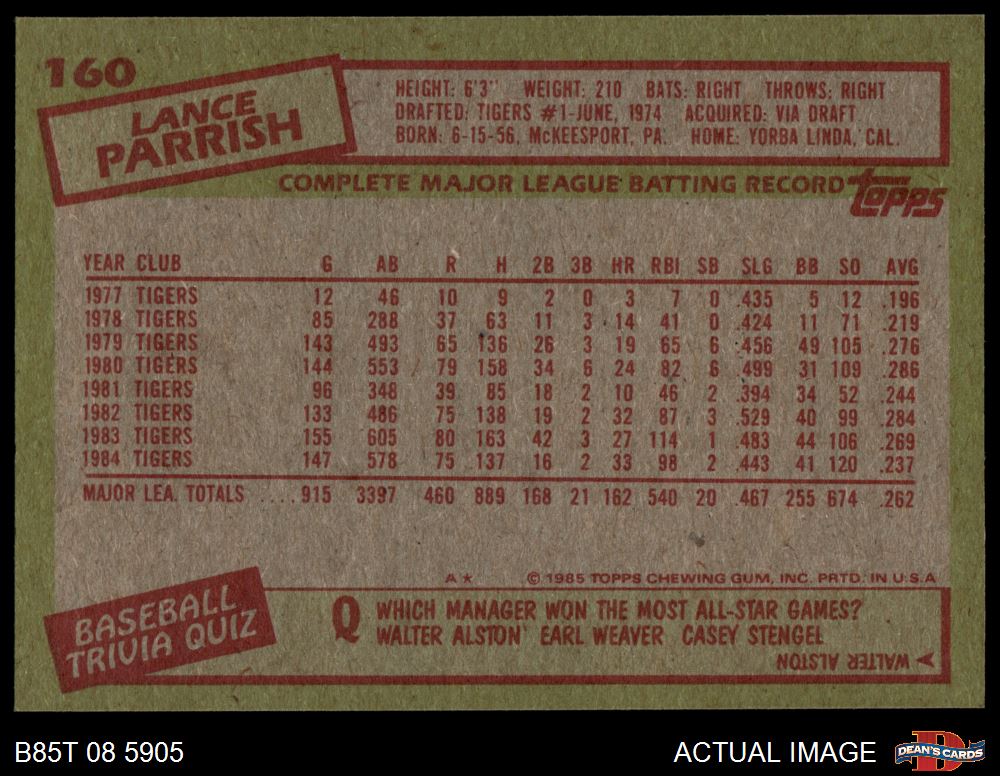 160
LANCE
PARRISH
HEIGHT: 6'3" WEIGHT: 210 BATS: RIGHT THROWS: RIGHT
DRAFTED: TIGERS #1-JUNE, 1974 ACQUIRED: VIA DRAFT
BORN: 6-15-56, McKEESPORT, PA. HOME: YORBA LINDA, CAL.
COMPLETE MAJOR LEAGUE BATTING RECORD
Topps
YEAR CLUB G AB R H 2B 3B HR RBI SB SLG BB SO AVG
1977 TIGERS 12 46 10 9 2 0 3 7 0 .435 5 12 .196
1978 TIGERS 85 288 37 63 11 3 14 41 0 .424 11 71 .219
1979 TIGERS 143 493 65 136 26 3 19 65 6 .456 49 105 .276
1980 TIGERS 144 553 79 158 34 6 24 82 6 .499 31 109 .286
1981 TIGERS 96 348 39 85 18 2 10 46 2 .394 34 52 .244
1982 TIGERS 133 486 75 138 19 2 32 87 3 .529 40 99 .284
1983 TIGERS 155 605 80 163 42 3 27 114 1 .483 44 106 .269
1984 TIGERS 147 578 75 137 16 2 33 98 2 .443 41 120 .237
MAJOR LEA. TOTALS ....915 3397 460 889 168 21 162 540 20 .467 255 674 .262
A★ © 1985 TOPPS CHEWING GUM, INC. PRTD. IN U.S.A
BASEBALL
TRIVIA QUIZ
Q WHICH MANAGER WON THE MOST ALL-STAR GAMES?
WALTER ALSTON EARL WEAVER CASEY STENGEL
WALTER ALSTON
B85T 08 5905
ACTUAL IMAGE
DEAN'S CARDS